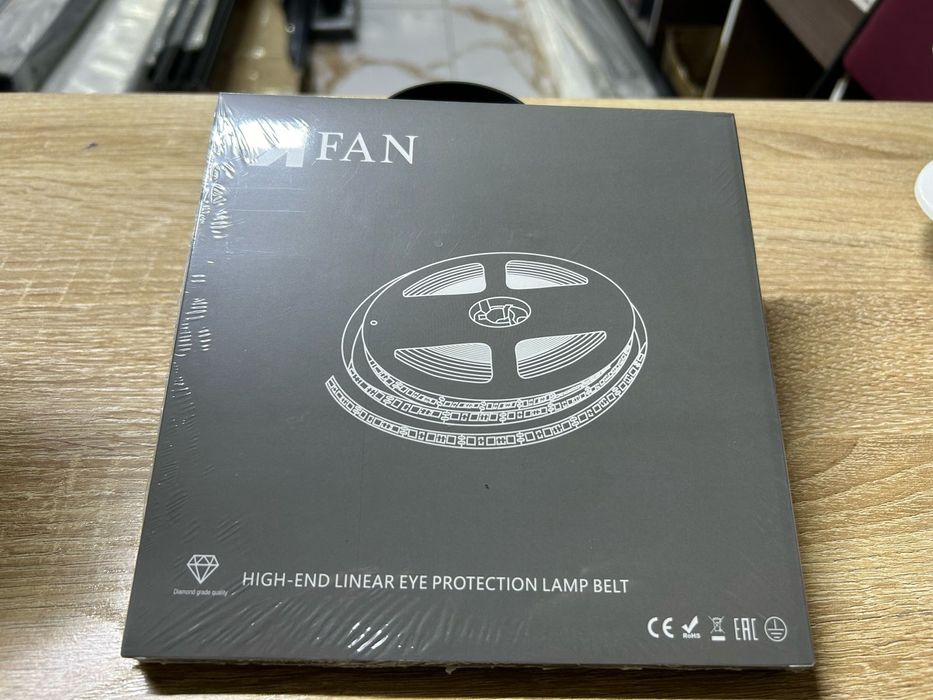 FAN
Diamond grade quality
HIGH-END LINEAR EYE PROTECTION LAMP BELT
CE RoHS EAC